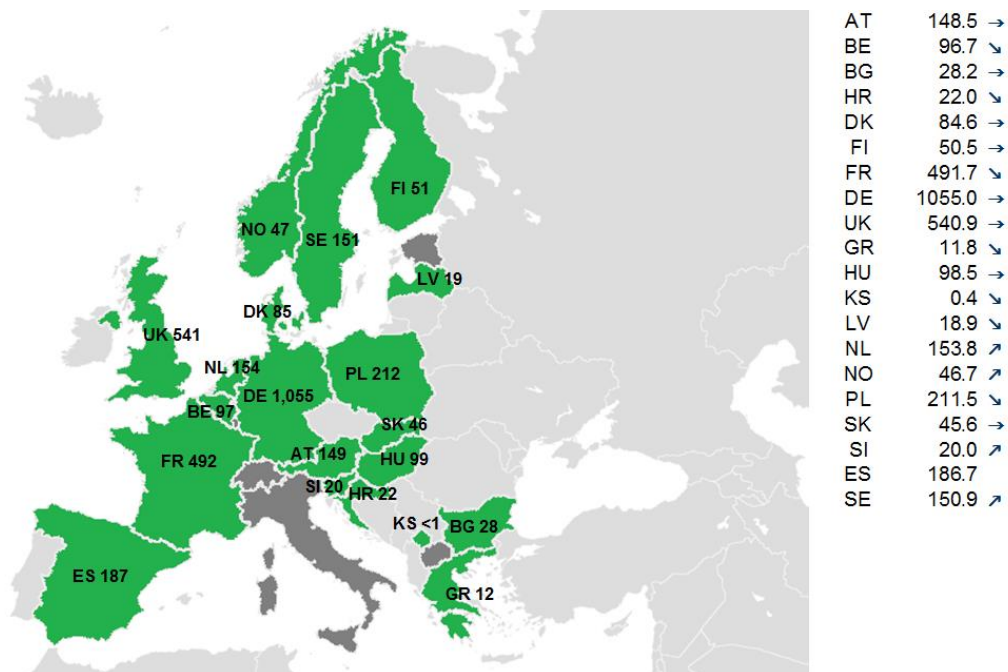 FI 51
NO 47
SE 151
LV 19
DK 85
UK 541
NL 154
PL 212
DE 1,055
BE 97
SK 46
AT 149
HU 99
FR 492
SI 20
HR 22
KS <1
BG 28
ES 187
GR 12
AT 148.5 →
BE 96.7 ↘
BG 28.2 →
HR 22.0 ↘
DK 84.6 →
FI 50.5 →
FR 491.7 ↘
DE 1055.0 →
UK 540.9 →
GR 11.8 ↘
HU 98.5 →
KS 0.4 ↘
LV 18.9 ↘
NL 153.8 ↗
NO 46.7 ↗
PL 211.5 ↘
SK 45.6 →
SI 20.0 ↗
ES 186.7
SE 150.9 ↗